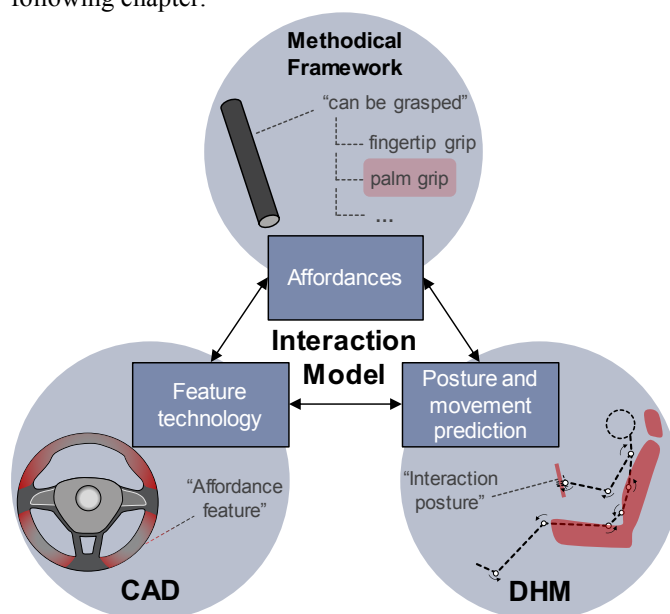 following chapter.
Methodical
Framework
“can be grasped”
fingertip grip
palm grip
...
Affordances
Interaction
Model
Feature
technology
Posture and
movement
prediction
“Affordance
feature”
“Interaction
posture”
CAD
DHM